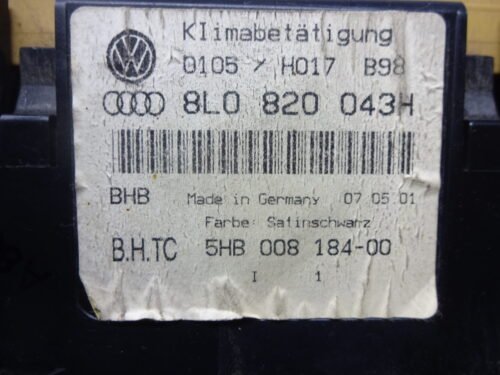 Klimabetätigung
0105 / H017 B98
8L0 820 043H
BHB Made in Germany 07.05.01
Farbe: Satinschwarz
B.H.TC 5HB 008 184-00
I 1